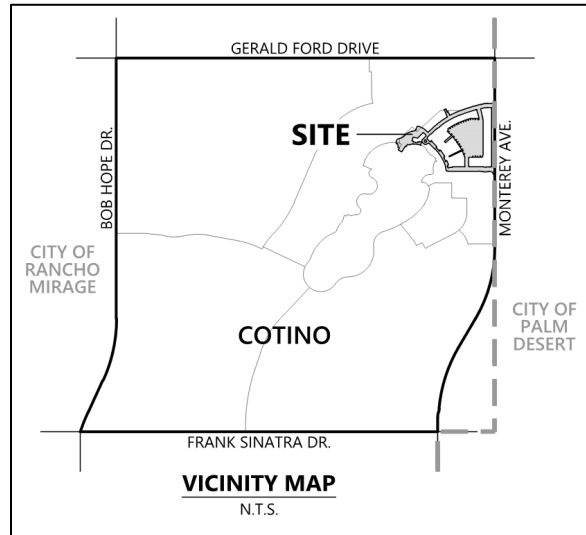 GERALD FORD DRIVE
BOB HOPE DR.
SITE
MONTEREY AVE.
CITY OF
RANCHO
MIRAGE
CITY OF
PALM
DESERT
COTINO
FRANK SINATRA DR.
VICINITY MAP
N.T.S.